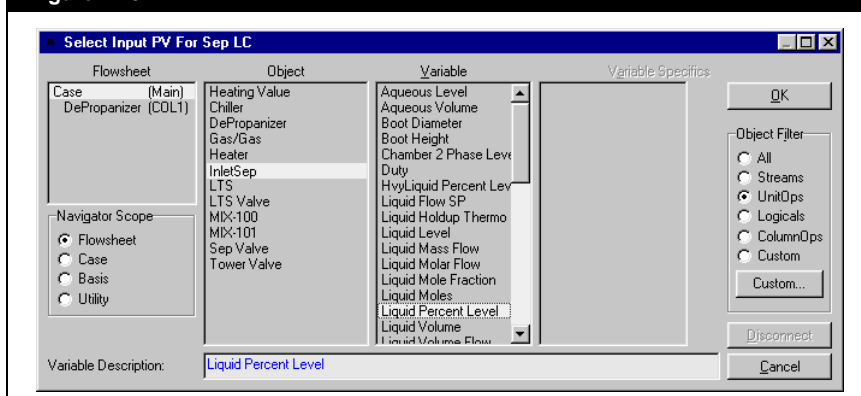 Select Input PV For Sep LC
Flowsheet
Object
Variable
Variable Specifics
Case (Main)
DePropanizer (COL1)
Heating Value
Chiller
DePropanizer
Gas/Gas
Heater
InletSep
LTS
LTS Valve
MIX-100
MIX-101
Sep Valve
Tower Valve
Aqueous Level
Aqueous Volume
Boot Diameter
Boot Height
Chamber 2 Phase Leve
Duty
HvyLiquid Percent Lev
Liquid Flow SP
Liquid Holdup Thermo
Liquid Level
Liquid Mass Flow
Liquid Molar Flow
Liquid Mole Fraction
Liquid Moles
Liquid Percent Level
Liquid Volume
Liquid Volume Flow
OK
Object Filter
All
Streams
UnitOps
Logicals
ColumnOps
Custom
Custom...
Disconnect
Cancel
Navigator Scope
Flowsheet
Case
Basis
Utility
Variable Description:
Liquid Percent Level